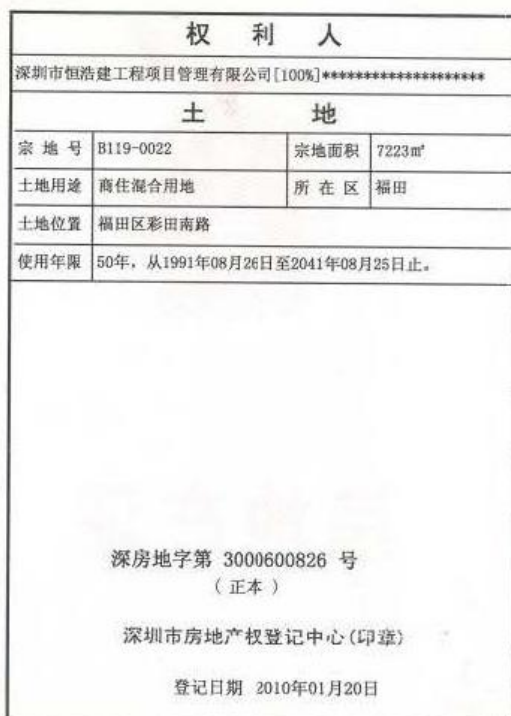 权利人
深圳市恒浩建工程项目管理有限公司[100%]********************
土地
宗地号 B119-0022 宗地面积 7223㎡
土地用途 商住混合用地 所在区 福田
土地位置 福田区彩田南路
使用年限 50年，从1991年08月26日至2041年08月25日止。
深房地字第 3000600826 号
（正本）
深圳市房地产权登记中心(印章)
登记日期 2010年01月20日